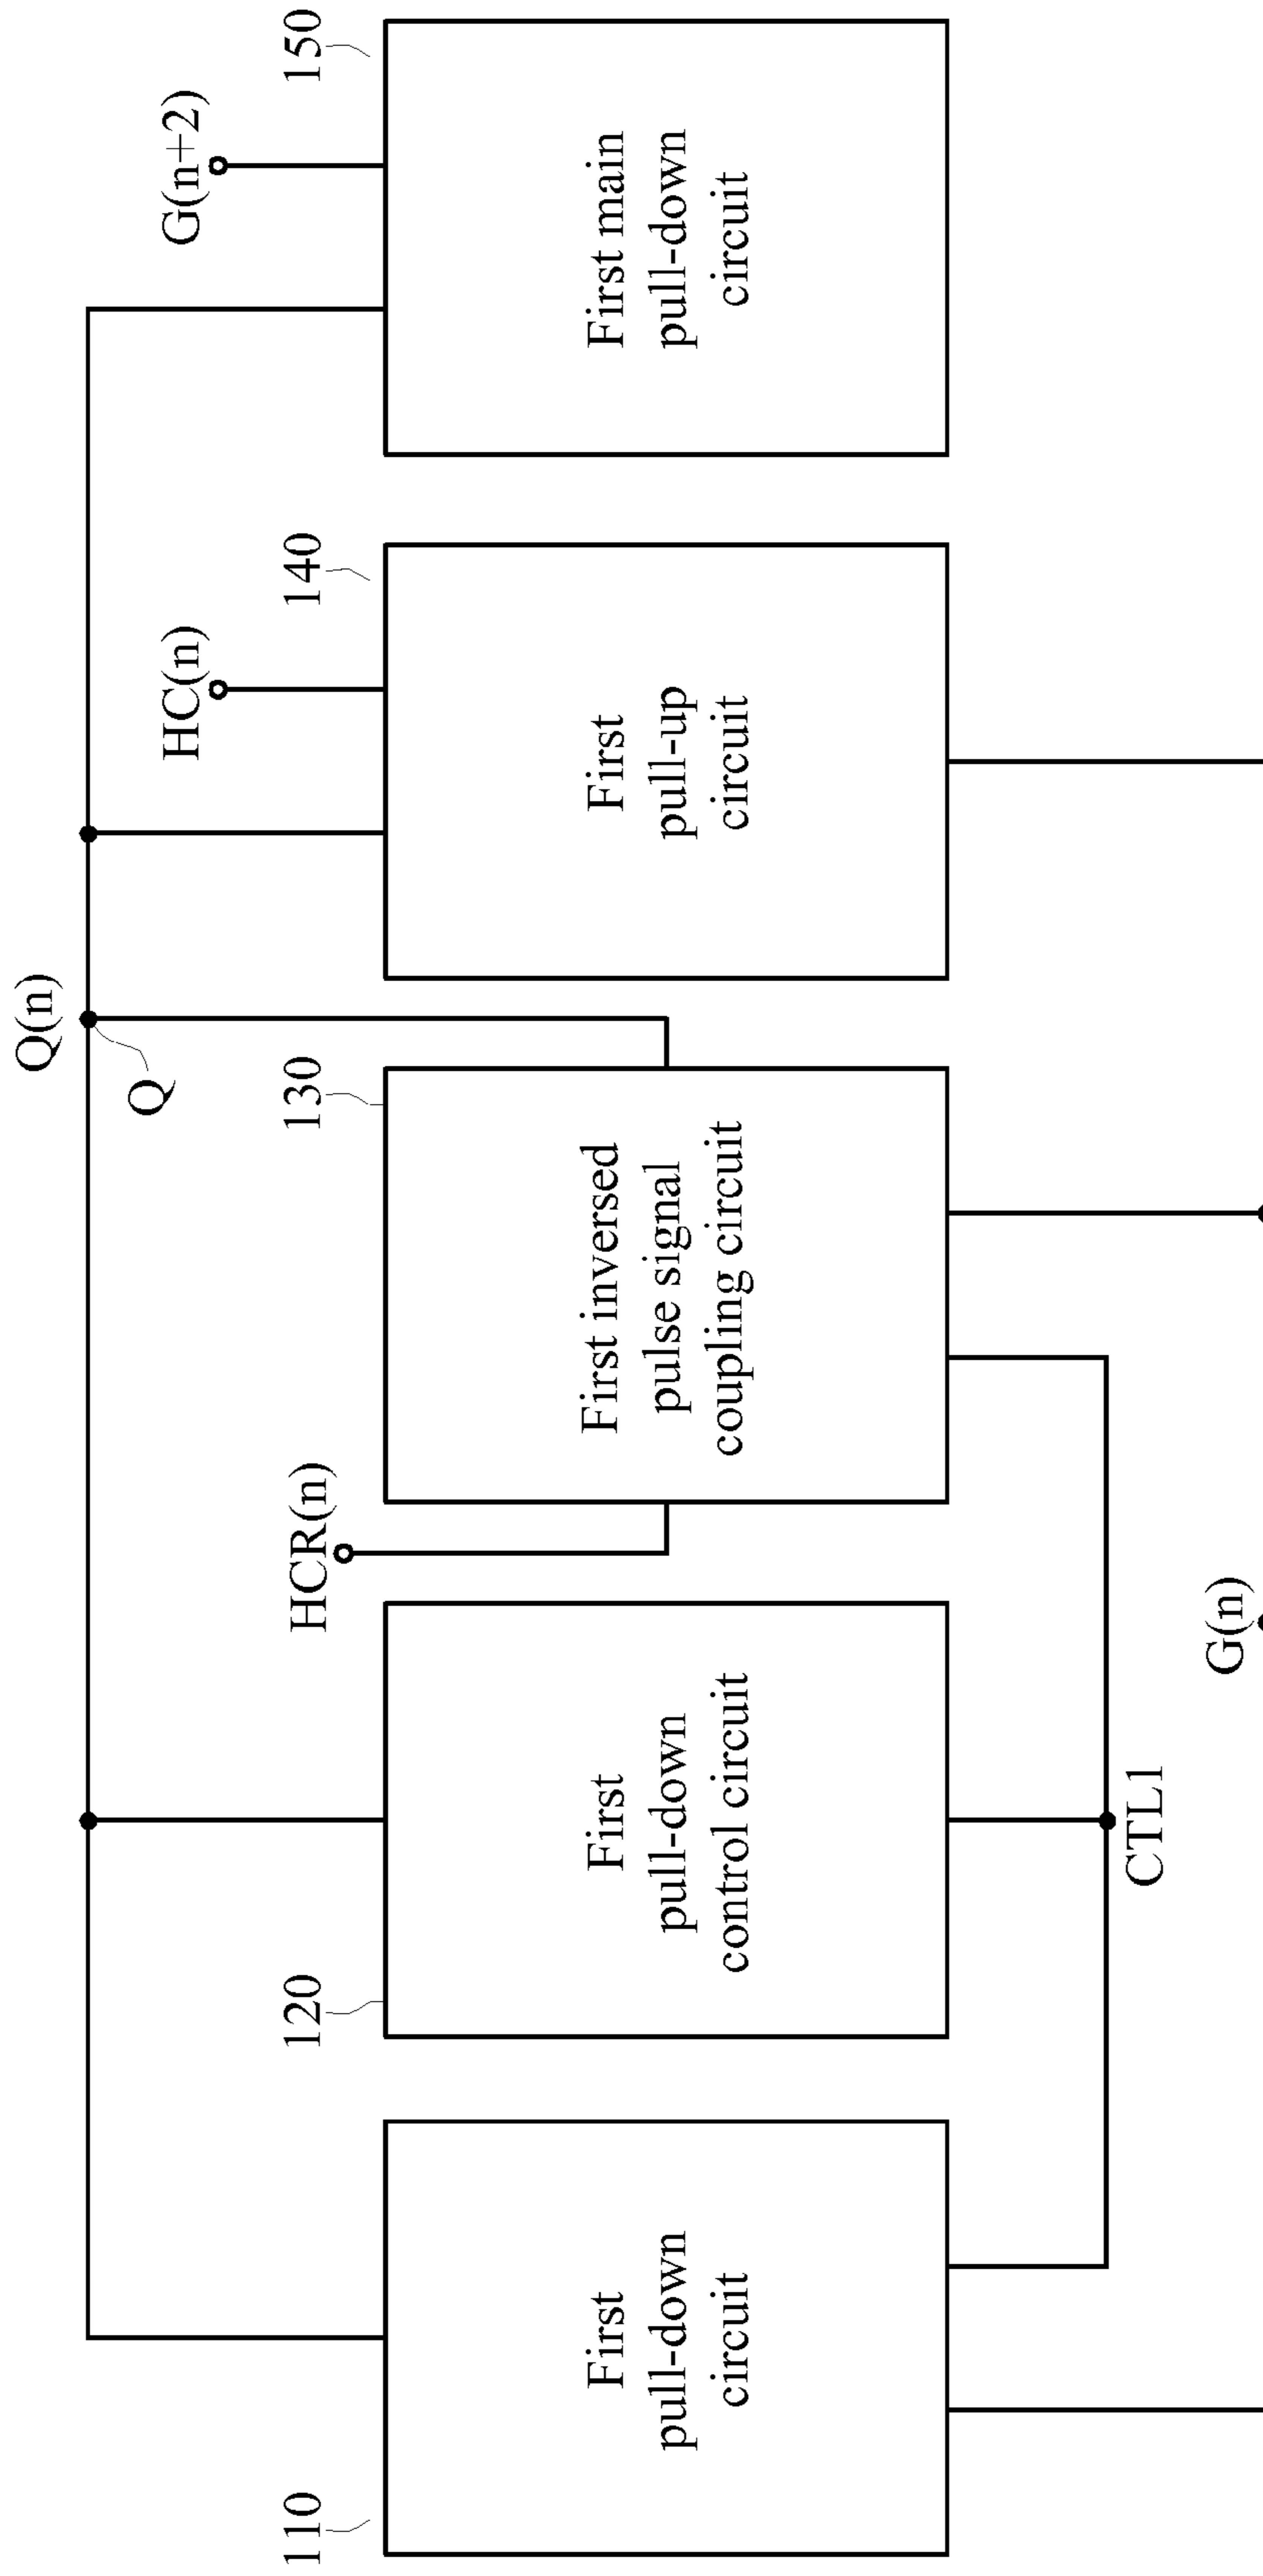 Q(n)
Q
HC(n)
G(n+2)
HCR(n)
110
120
130
140
150
First
pull-down
circuit
First
pull-down
control circuit
First inversed
pulse signal
coupling circuit
First
pull-up
circuit
First main
pull-down
circuit
CTL1
G(n)